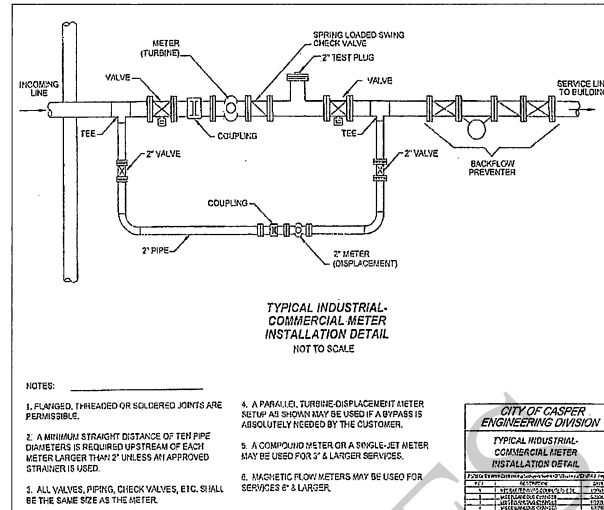 SPRING LOADED SWING
CHECK VALVE
METER
(TURBINE)
2" TEST PLUG
INCOMING
LINE
VALVE
VALVE
SERVICE LINE
TO BUILDING
TEE
COUPLING
TEE
2" VALVE
2" VALVE
BACKFLOW
PREVENTER
COUPLING
2" PIPE
2" METER
(DISPLACEMENT)
TYPICAL INDUSTRIAL-
COMMERCIAL METER
INSTALLATION DETAIL
NOT TO SCALE
NOTES:
1. FLANGED, THREADED OR SOLDERED JOINTS ARE
PERMISSIBLE.
2. A MINIMUM STRAIGHT DISTANCE OF TEN PIPE
DIAMETERS IS REQUIRED UPSTREAM OF EACH
METER LARGER THAN 2" UNLESS AN APPROVED
STRAINER IS USED.
3. ALL VALVES, PIPING, CHECK VALVES, ETC. SHALL
BE THE SAME SIZE AS THE METER.
4. A PARALLEL, TURBINE-DISPLACEMENT METER
SETUP AS SHOWN MAY BE USED IF A BYPASS IS
ABSOLUTELY NEEDED BY THE CUSTOMER.
5. A COMPOUND METER OR A SINGLE-JET METER
MAY BE USED FOR 3" & LARGER SERVICES.
6. MAGNETIC FLOW METERS MAY BE USED FOR
SERVICES 6" & LARGER.
CITY OF CASPER
ENGINEERING DIVISION
TYPICAL INDUSTRIAL-
COMMERCIAL METER
INSTALLATION DETAIL